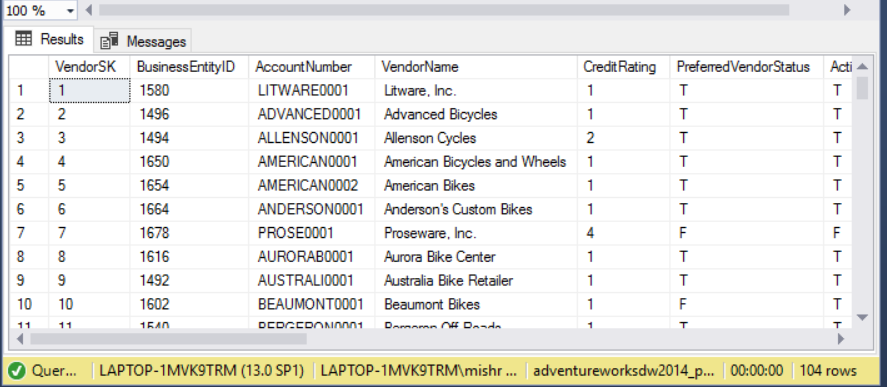 100 %
Results Messages
VendorSK BusinessEntityID AccountNumber VendorName CreditRating PreferredVendorStatus Acti
1 1 1580 LITWARE0001 Litware, Inc. 1 T T
2 2 1496 ADVANCED0001 Advanced Bicycles 1 T T
3 3 1494 ALLENSON0001 Allenson Cycles 2 T T
4 4 1650 AMERICAN0001 American Bicycles and Wheels 1 T T
5 5 1654 AMERICAN0002 American Bikes 1 T T
6 6 1664 ANDERSON0001 Anderson's Custom Bikes 1 T T
7 7 1678 PROSE0001 Proseware, Inc. 4 F F
8 8 1616 AURORAB0001 Aurora Bike Center 1 T T
9 9 1492 AUSTRALI0001 Australia Bike Retailer 1 T T
10 10 1602 BEAUMONT0001 Beaumont Bikes 1 F T
11 11 1540 BERGERON0001 Bergeron Off-Roads 1 T T
Quer... LAPTOP-1MVK9TRM (13.0 SP1) LAPTOP-1MVK9TRM\mishr ... adventureworksdw2014_p... 00:00:00 104 rows